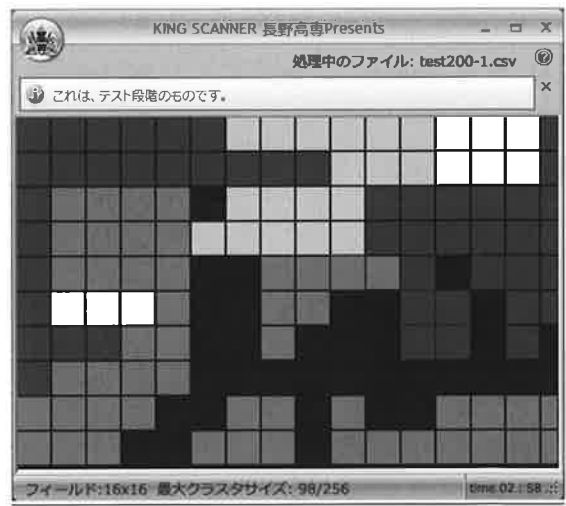 KING SCANNER 長野高専Presents
処理中のファイル: test200-1.csv
これは、テスト段階のものです。
フィールド:16x16 最大クラスタサイズ: 98/256
time 02:58